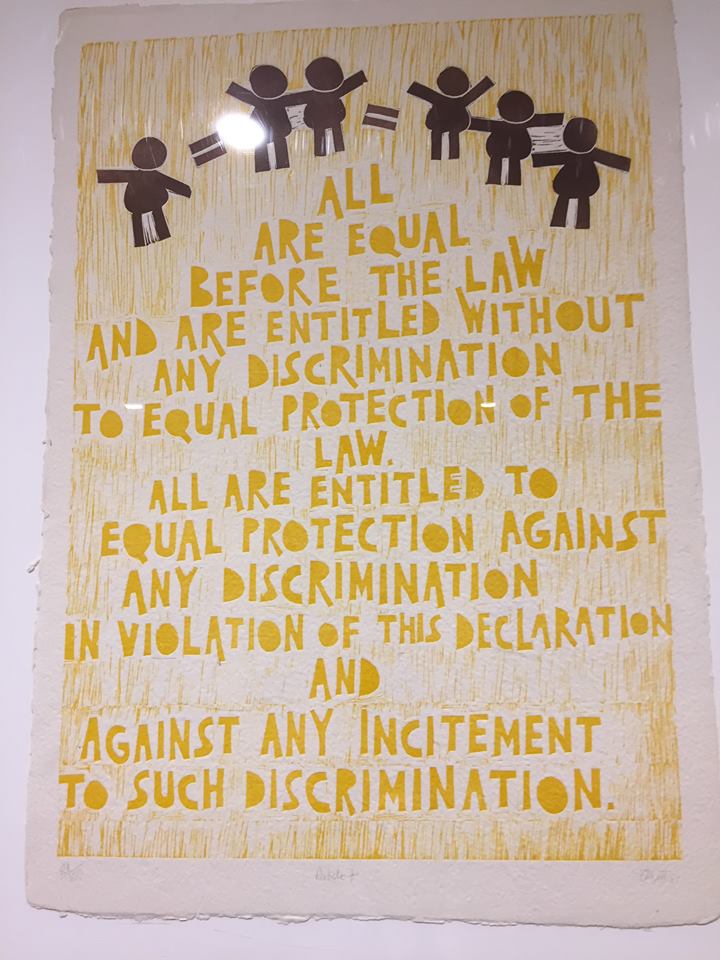 ALL
ARE EQUAL
BEFORE THE LAW
AND ARE ENTITLED WITHOUT
ANY DISCRIMINATION
TO EQUAL PROTECTION OF THE
LAW.
ALL ARE ENTITLED TO
EQUAL PROTECTION AGAINST
ANY DISCRIMINATION
IN VIOLATION OF THIS DECLARATION
AND
AGAINST ANY INCITEMENT
TO SUCH DISCRIMINATION.
Article 7